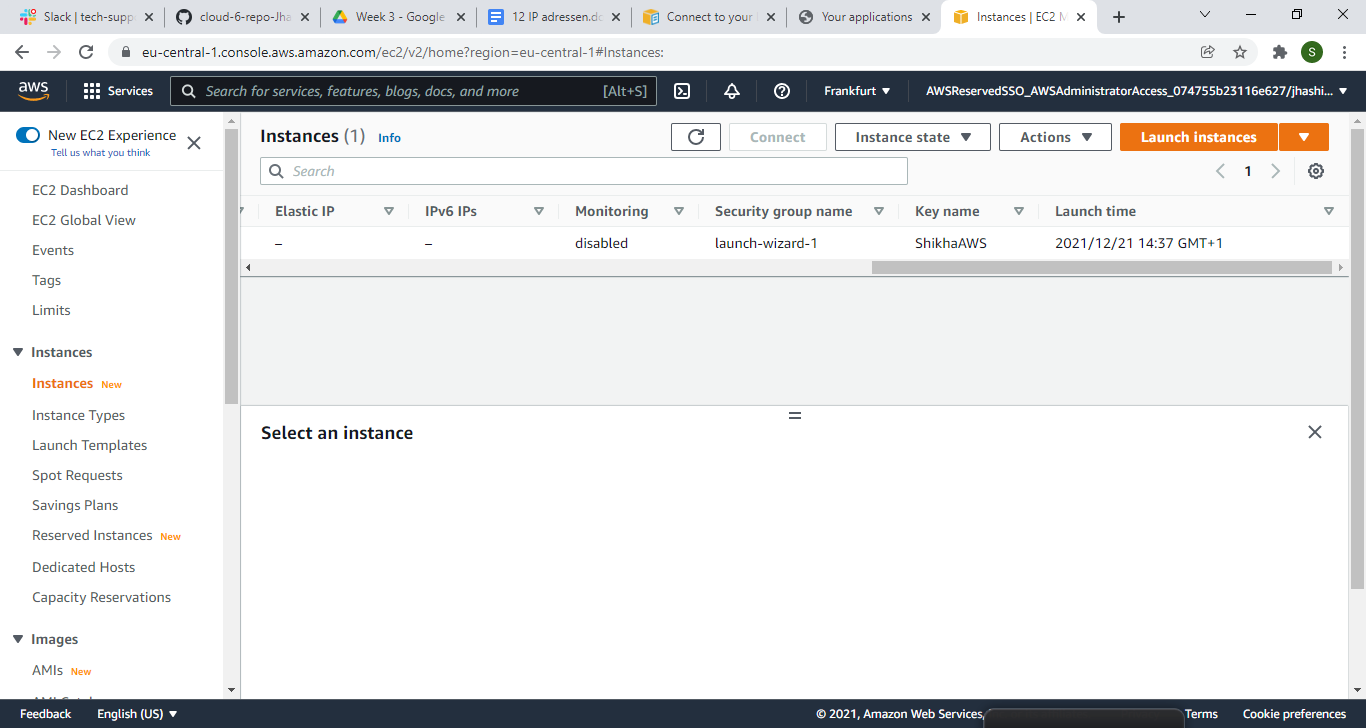 Slack | tech-supp
cloud-6-repo-Jha
Week 3 - Google
12 IP adressen.do
Connect to your
Your applications
Instances | EC2 M
eu-central-1.console.aws.amazon.com/ec2/v2/home?region=eu-central-1#Instances:
S
aws
Services
Search for services, features, blogs, docs, and more
[Alt+S]
Frankfurt
AWSReservedSSO_AWSAdministratorAccess_074755b23116e627/jhashi...
New EC2 Experience
Tell us what you think
EC2 Dashboard
EC2 Global View
Events
Tags
Limits
Instances
Instances New
Instance Types
Launch Templates
Spot Requests
Savings Plans
Reserved Instances New
Dedicated Hosts
Capacity Reservations
Images
AMIs New
Instances (1) Info
Connect
Instance state
Actions
Launch instances
Search
1
Elastic IP IPv6 IPs Monitoring Security group name Key name Launch time
– – disabled launch-wizard-1 ShikhaAWS 2021/12/21 14:37 GMT+1
Select an instance
Feedback English (US) © 2021, Amazon Web Services, Terms Cookie preferences